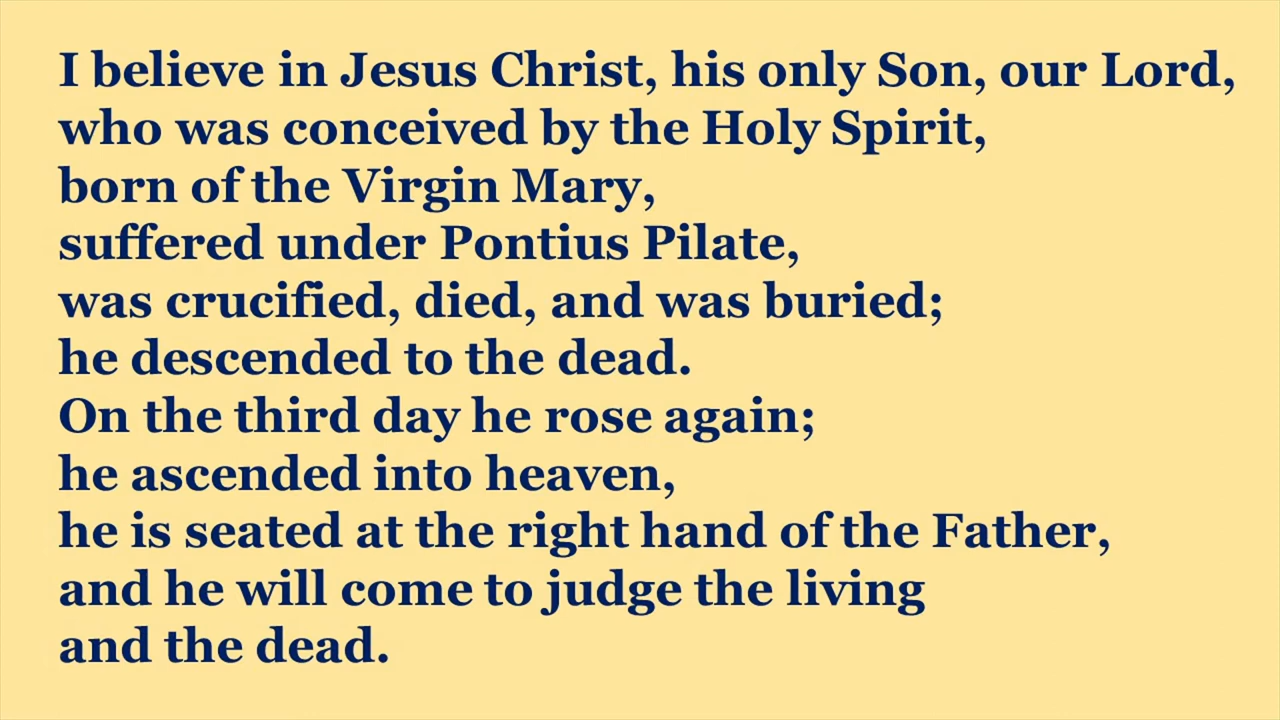 I believe in Jesus Christ, his only Son, our Lord,
who was conceived by the Holy Spirit,
born of the Virgin Mary,
suffered under Pontius Pilate,
was crucified, died, and was buried;
he descended to the dead.
On the third day he rose again;
he ascended into heaven,
he is seated at the right hand of the Father,
and he will come to judge the living
and the dead.